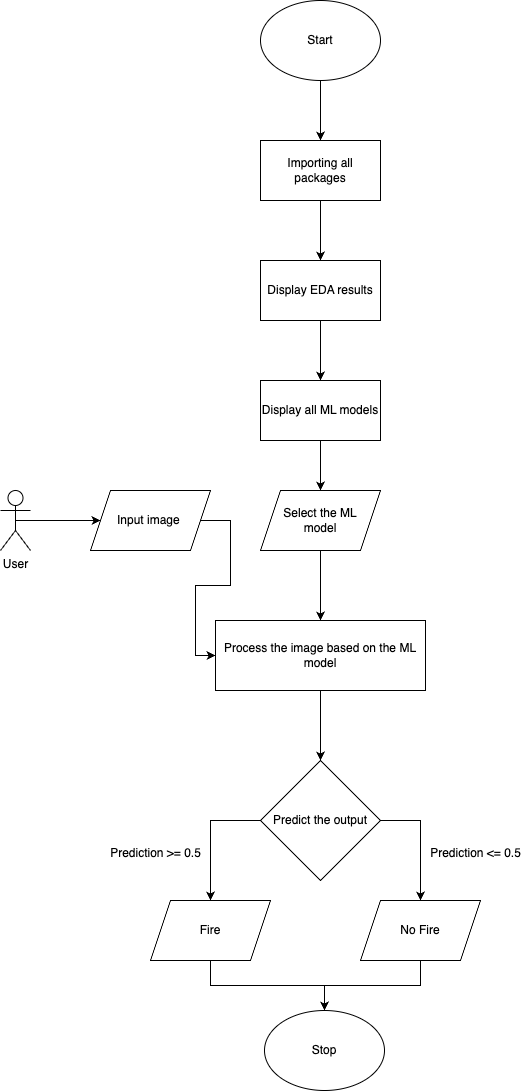 Start
Importing all
packages
Display EDA results
Display all ML models
Select the ML
model
Input image
User
Process the image based on the ML
model
Predict the output
Prediction >= 0.5
Prediction <= 0.5
Fire
No Fire
Stop